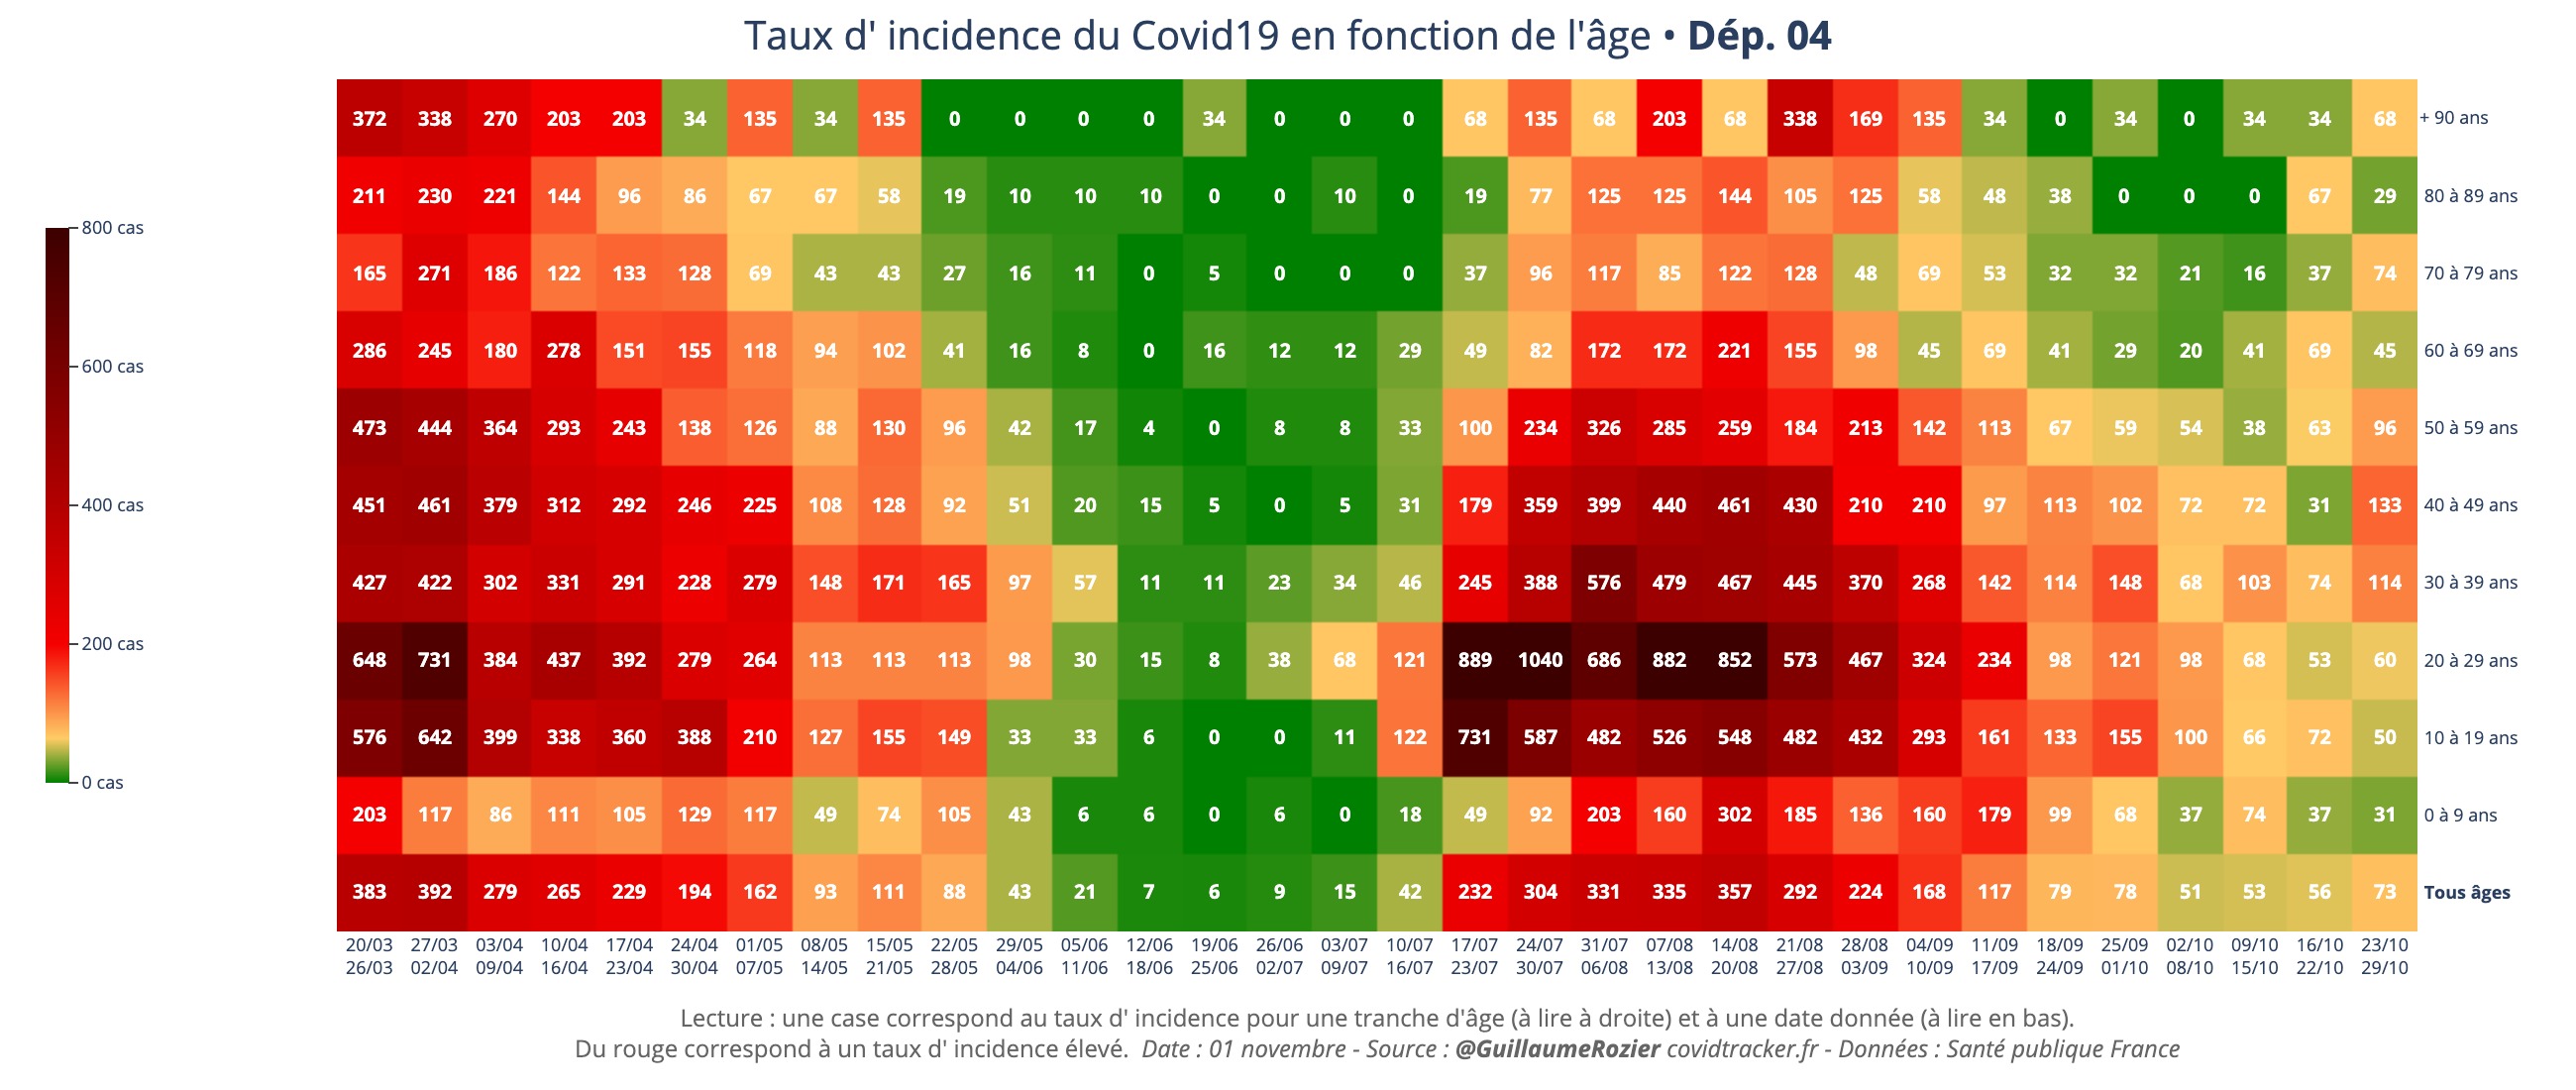 Taux d' incidence du Covid19 en fonction de l'âge • Dép. 04
800 cas
600 cas
400 cas
200 cas
0 cas
372 338 270 203 203 34 135 34 135 0 0 0 0 34 0 0 0 68 135 68 203 68 338 169 135 34 0 34 0 34 34 68 + 90 ans
211 230 221 144 96 86 67 67 58 19 10 10 10 0 0 10 0 19 77 125 125 144 105 125 58 48 38 0 0 0 67 29 80 à 89 ans
165 271 186 122 133 128 69 43 43 27 16 11 0 5 0 0 0 37 96 117 85 122 128 48 69 53 32 32 21 16 37 74 70 à 79 ans
286 245 180 278 151 155 118 94 102 41 16 8 0 16 12 12 29 49 82 172 172 221 155 98 45 69 41 29 20 41 69 45 60 à 69 ans
473 444 364 293 243 138 126 88 130 96 42 17 4 0 8 8 33 100 234 326 285 259 184 213 142 113 67 59 54 38 63 96 50 à 59 ans
451 461 379 312 292 246 225 108 128 92 51 20 15 5 0 5 31 179 359 399 440 461 430 210 210 97 113 102 72 72 31 133 40 à 49 ans
427 422 302 331 291 228 279 148 171 165 97 57 11 11 23 34 46 245 388 576 479 467 445 370 268 142 114 148 68 103 74 114 30 à 39 ans
648 731 384 437 392 279 264 113 113 113 98 30 15 8 38 68 121 889 1040 686 882 852 573 467 324 234 98 121 98 68 53 60 20 à 29 ans
576 642 399 338 360 388 210 127 155 149 33 33 6 0 0 11 122 731 587 482 526 548 482 432 293 161 133 155 100 66 72 50 10 à 19 ans
203 117 86 111 105 129 117 49 74 105 43 6 6 0 6 0 18 49 92 203 160 302 185 136 160 179 99 68 37 74 37 31 0 à 9 ans
383 392 279 265 229 194 162 93 111 88 43 21 7 6 9 15 42 232 304 331 335 357 292 224 168 117 79 78 51 53 56 73 Tous âges
20/03 27/03 03/04 10/04 17/04 24/04 01/05 08/05 15/05 22/05 29/05 05/06 12/06 19/06 26/06 03/07 10/07 17/07 24/07 31/07 07/08 14/08 21/08 28/08 04/09 11/09 18/09 25/09 02/10 09/10 16/10 23/10
26/03 02/04 09/04 16/04 23/04 30/04 07/05 14/05 21/05 28/05 04/06 11/06 18/06 25/06 02/07 09/07 16/07 23/07 30/07 06/08 13/08 20/08 27/08 03/09 10/09 17/09 24/09 01/10 08/10 15/10 22/10 29/10
Lecture : une case correspond au taux d' incidence pour une tranche d'âge (à lire à droite) et à une date donnée (à lire en bas).
Du rouge correspond à un taux d' incidence élevé. Date : 01 novembre - Source : @GuillaumeRozier covidtracker.fr - Données : Santé publique France